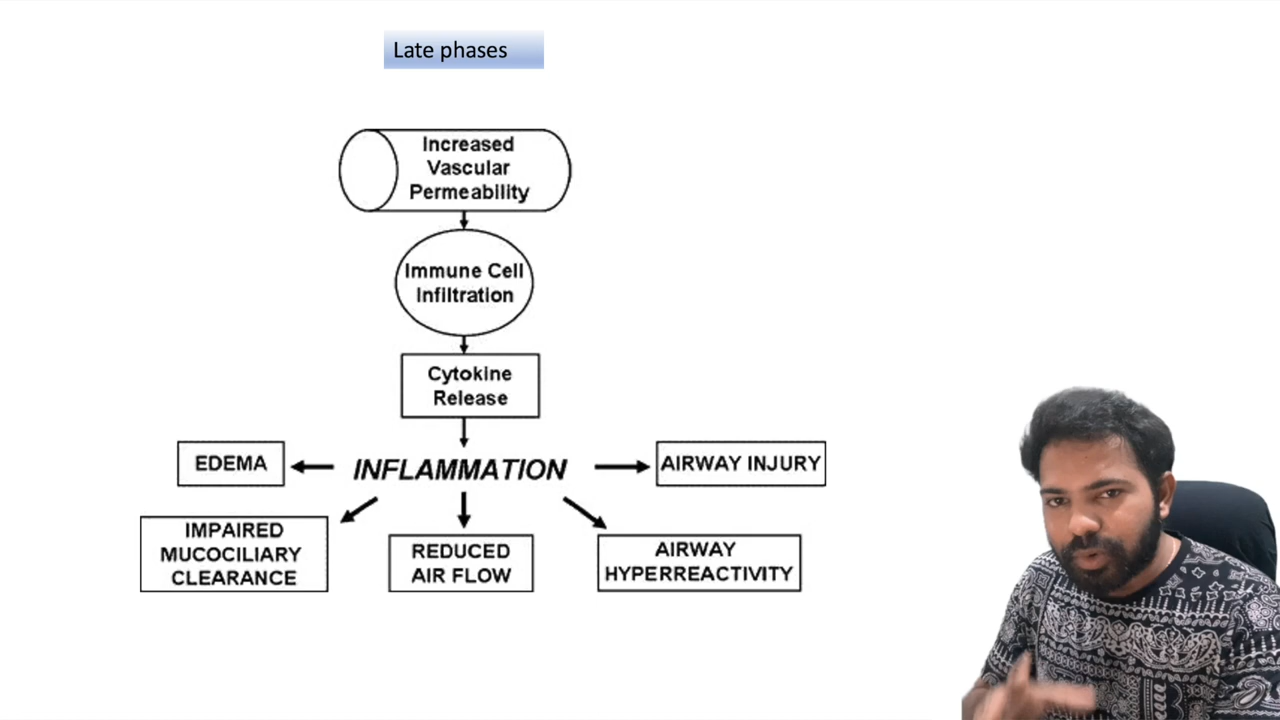 Late phases
Increased
Vascular
Permeability
Immune Cell
Infiltration
Cytokine
Release
EDEMA
INFLAMMATION
AIRWAY INJURY
IMPAIRED
MUCOCILIARY
CLEARANCE
REDUCED
AIR FLOW
AIRWAY
HYPERREACTIVITY